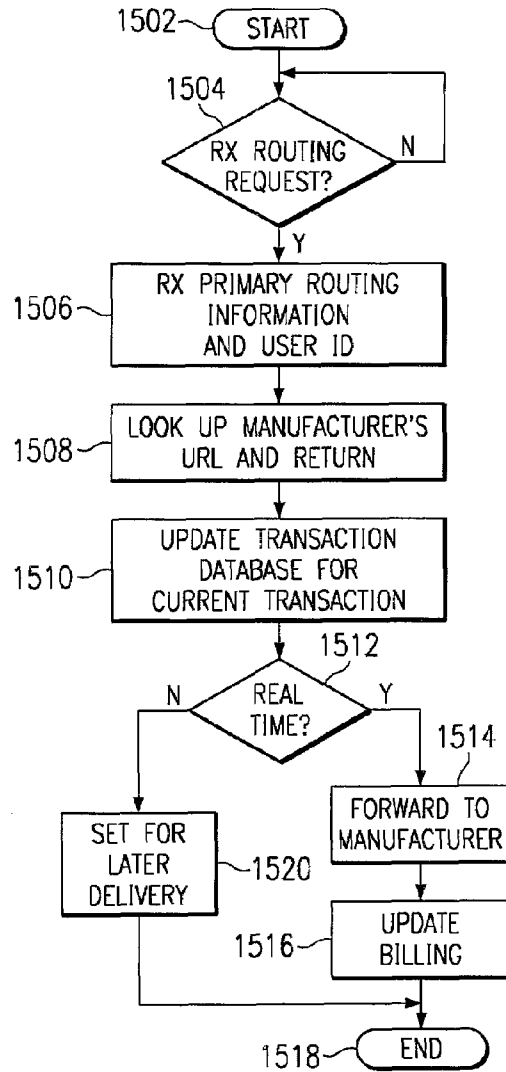 1502
START
1504
RX ROUTING
REQUEST?
N
Y
1506
RX PRIMARY ROUTING
INFORMATION
AND USER ID
1508
LOOK UP MANUFACTURER'S
URL AND RETURN
1510
UPDATE TRANSACTION
DATABASE FOR
CURRENT TRANSACTION
1512
N
REAL
TIME?
Y
1514
FORWARD TO
MANUFACTURER
SET FOR
LATER
DELIVERY
1520
1516
UPDATE
BILLING
1518
END